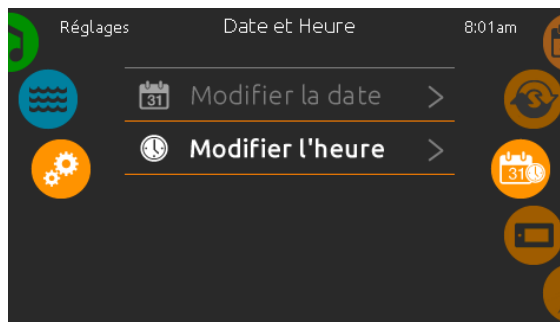 Réglages Date et Heure 8:01am
31 Modifier la date
Modifier l'heure
31